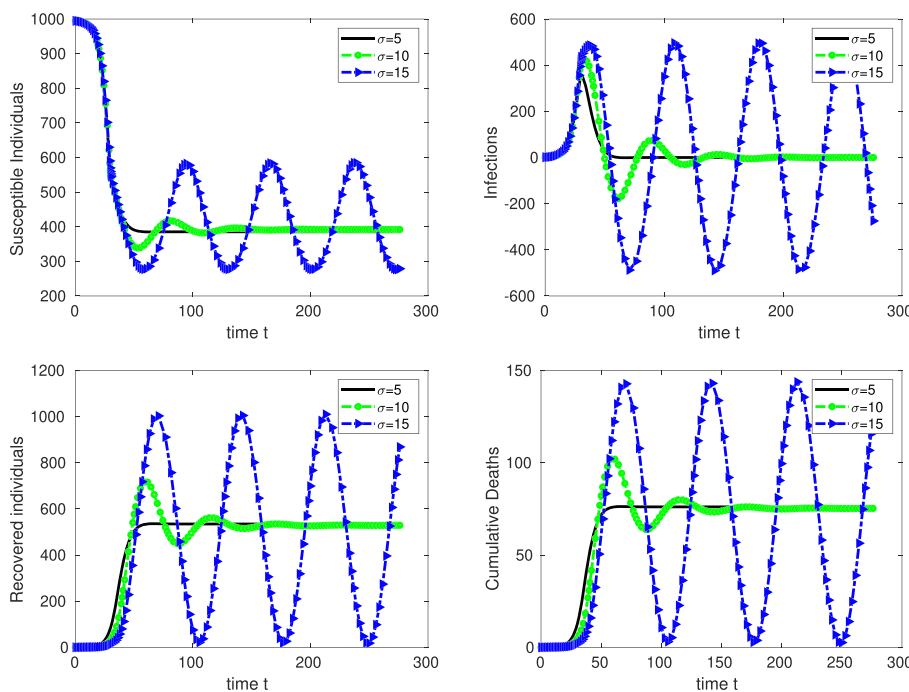 1000
900
800
700
600
500
400
300
200
0
100
200
300
Susceptible Individuals
time t
σ=5
σ=10
σ=15
600
400
200
0
-200
-400
-600
0
100
200
300
Infections
time t
σ=5
σ=10
σ=15
1200
1000
800
600
400
200
0
0
100
200
300
Recovered individuals
time t
σ=5
σ=10
σ=15
150
100
50
0
0
50
100
150
200
250
300
Cumulative Deaths
time t
σ=5
σ=10
σ=15